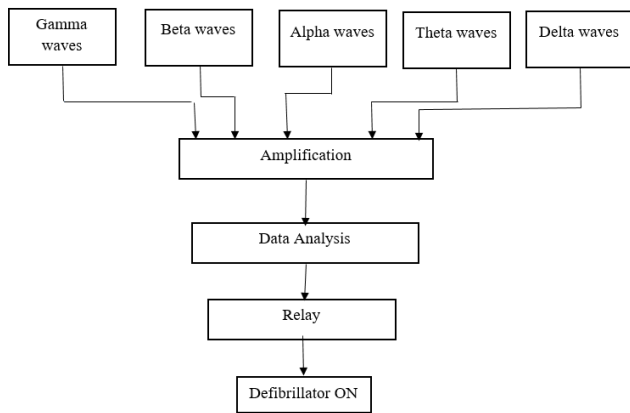 Gamma
waves
Beta waves
Alpha waves
Theta waves
Delta waves
Amplification
Data Analysis
Relay
Defibrillator ON